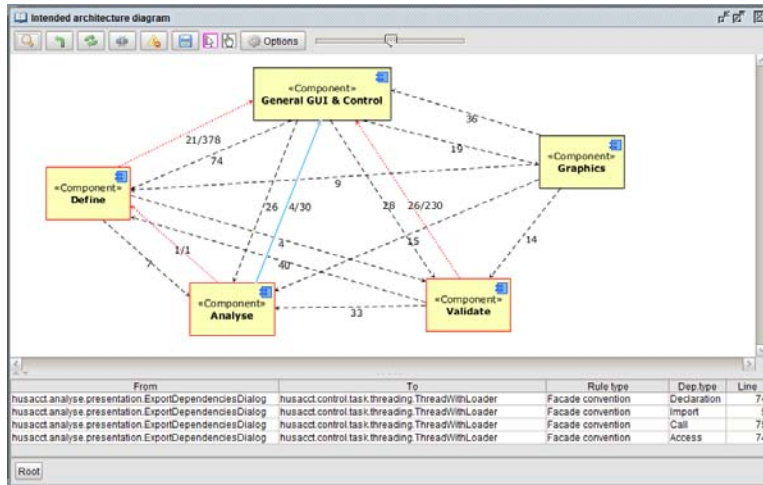 Intended architecture diagram
Options
«Component»
General GUI & Control
36
21/378
74
19
«Component»
Graphics
«Component»
Define
9
26
4/30
28
26/230
1/1
4
15
14
7
40
«Component»
Analyse
33
«Component»
Validate
From To Rule type Dep.type Line
husacct.analyse.presentation.ExportDependenciesDialog husacct.control.task.threading.ThreadWithLoader Facade convention Declaration
husacct.analyse.presentation.ExportDependenciesDialog husacct.control.task.threading.ThreadWithLoader Facade convention Import
husacct.analyse.presentation.ExportDependenciesDialog husacct.control.task.threading.ThreadWithLoader Facade convention Call
husacct.analyse.presentation.ExportDependenciesDialog husacct.control.task.threading.ThreadWithLoader Facade convention Access
Root